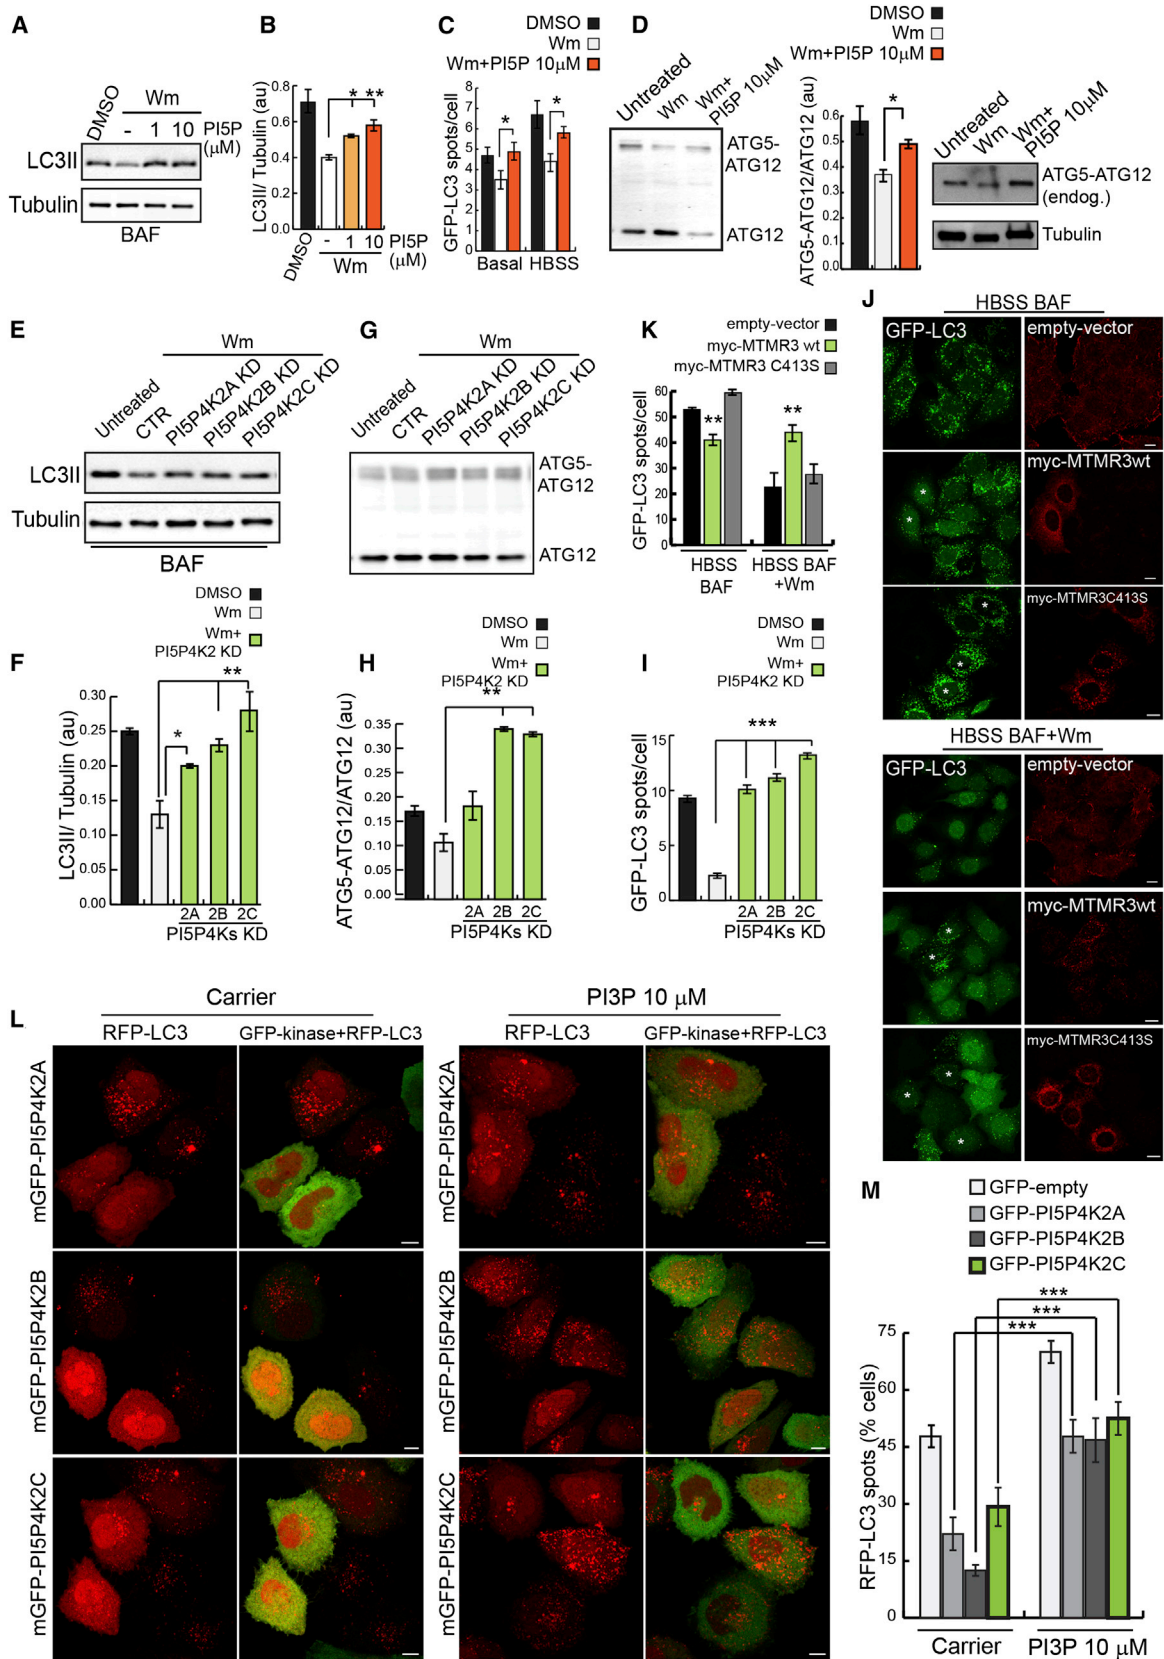 A
Wm
DMSO
- 1 10 PI5P (μM)
LC3II
Tubulin
BAF
B
LC3II/ Tubulin (au)
0.8
0.6
0.4
0.2
0.0
* **
DMSO
- 1 10 PI5P (μM)
Wm
C
DMSO
Wm
Wm+PI5P 10μM
GFP-LC3 spots/cell
8
7
6
5
4
3
2
1
0
*
*
Basal HBSS
D
Untreated
Wm
Wm+ PI5P 10μM
ATG5-ATG12
ATG12
DMSO
Wm
Wm+PI5P 10μM
ATG5-ATG12/ATG12 (au)
0.6
0.5
0.4
0.3
0.2
0.1
0.0
*
Untreated
Wm
Wm+ PI5P 10μM
ATG5-ATG12 (endog.)
Tubulin
E
Wm
Untreated
CTR
PI5P4K2A KD
PI5P4K2B KD
PI5P4K2C KD
LC3II
Tubulin
BAF
G
Wm
Untreated
CTR
PI5P4K2A KD
PI5P4K2B KD
PI5P4K2C KD
ATG5-ATG12
ATG12
K
empty-vector
myc-MTMR3 wt
myc-MTMR3 C413S
GFP-LC3 spots/cell
60
50
40
30
20
10
0
**
**
HBSS BAF
HBSS BAF +Wm
J
HBSS BAF
GFP-LC3
empty-vector
myc-MTMR3wt
* *
myc-MTMR3C413S
* * *
HBSS BAF+Wm
GFP-LC3
empty-vector
myc-MTMR3wt
* *
myc-MTMR3C413S
* * *
F
DMSO
Wm
Wm+ PI5P4K2 KD
LC3II/ Tubulin (au)
0.30
0.25
0.20
0.15
0.10
0.05
0.00
*
**
2A 2B 2C
PI5P4Ks KD
H
DMSO
Wm
Wm+ PI5P4K2 KD
ATG5-ATG12/ATG12 (au)
0.35
0.30
0.25
0.20
0.15
0.10
0.05
0.00
**
2A 2B 2C
PI5P4Ks KD
I
DMSO
Wm
Wm+ PI5P4K2 KD
GFP-LC3 spots/cell
15
10
5
0
***
2A 2B 2C
PI5P4Ks KD
L
Carrier
PI3P 10 μM
RFP-LC3
GFP-kinase+RFP-LC3
RFP-LC3
GFP-kinase+RFP-LC3
mGFP-PI5P4K2A
mGFP-PI5P4K2A
mGFP-PI5P4K2B
mGFP-PI5P4K2B
mGFP-PI5P4K2C
mGFP-PI5P4K2C
M
GFP-empty
GFP-PI5P4K2A
GFP-PI5P4K2B
GFP-PI5P4K2C
***
***
***
RFP-LC3 spots (% cells)
75
60
45
30
15
0
Carrier
PI3P 10 μM